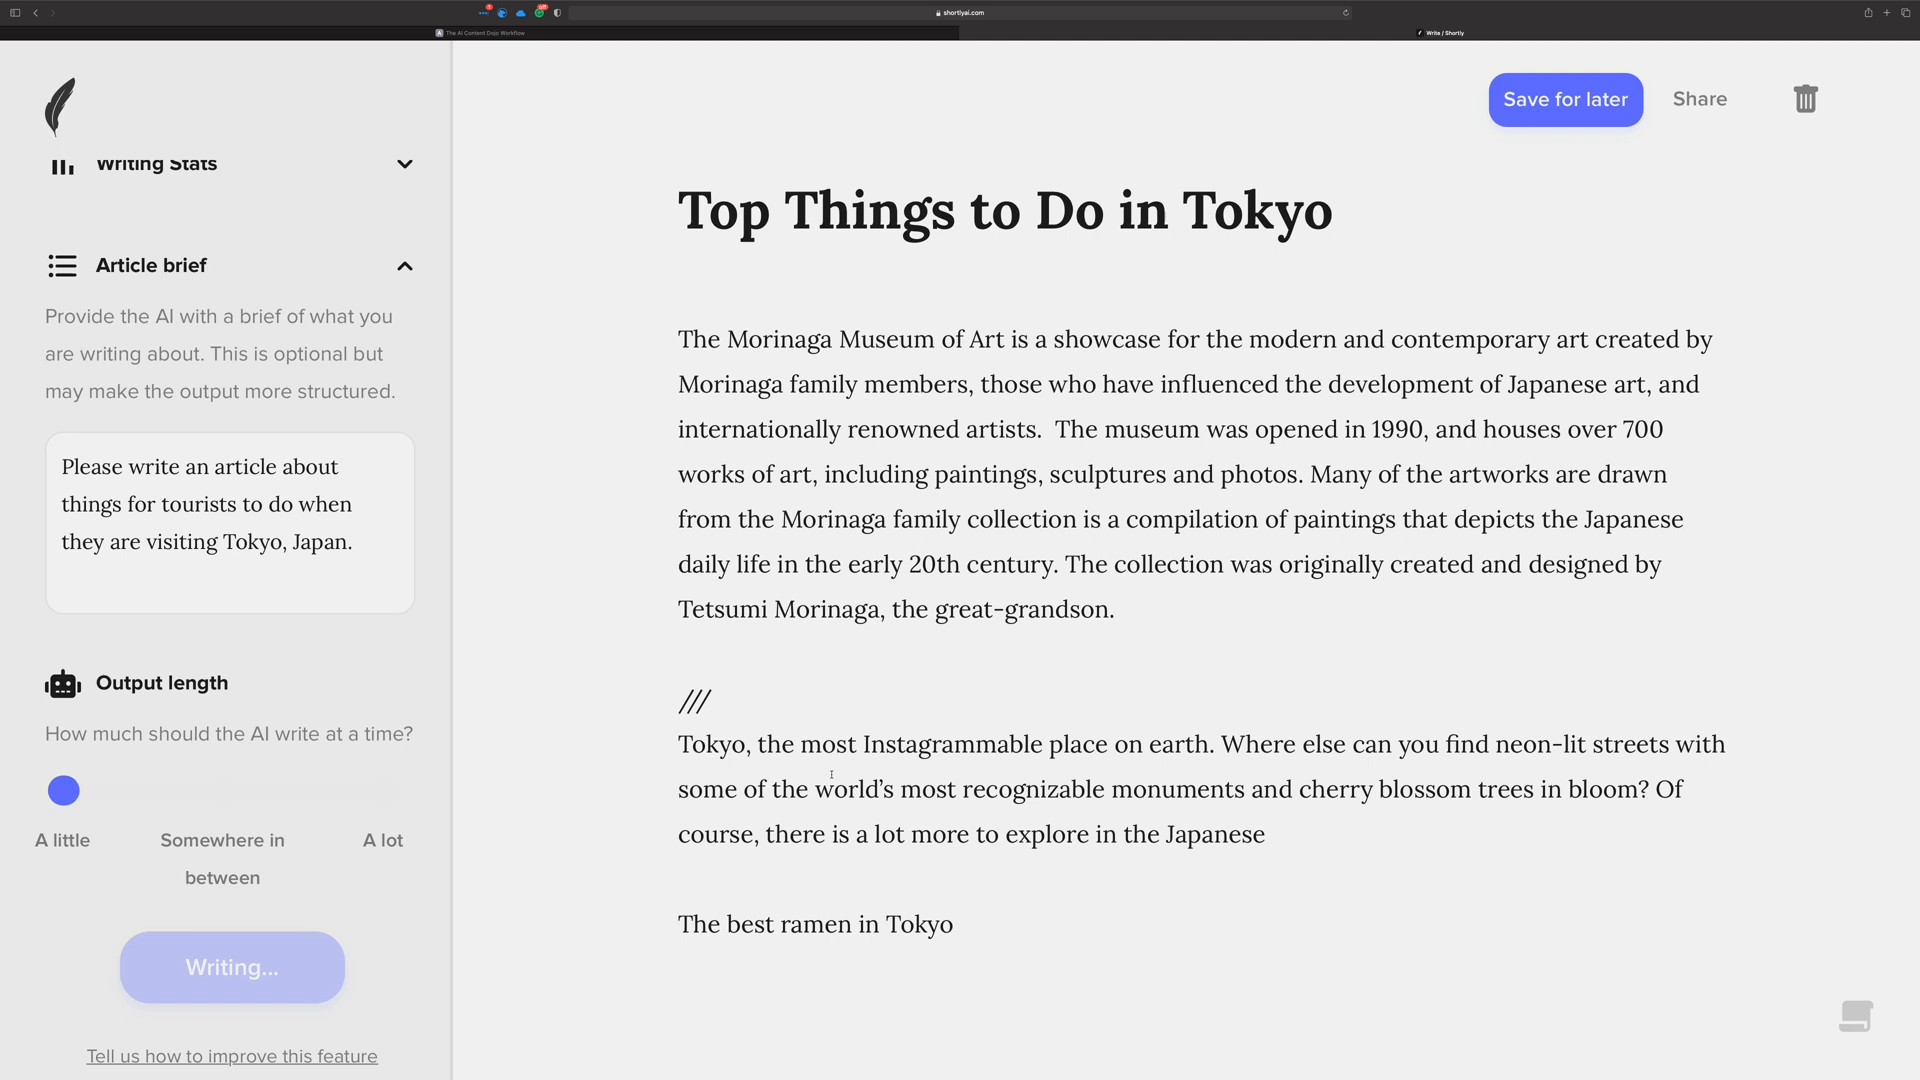 shortlyai.com
The AI Content Dojo Workflow
Write / Shortly
Save for later
Share
Writing Stats
Article brief
Provide the AI with a brief of what you
are writing about. This is optional but
may make the output more structured.
Please write an article about
things for tourists to do when
they are visiting Tokyo, Japan.
Output length
How much should the AI write at a time?
A little
Somewhere in
between
A lot
Writing...
Tell us how to improve this feature
Top Things to Do in Tokyo
The Morinaga Museum of Art is a showcase for the modern and contemporary art created by
Morinaga family members, those who have influenced the development of Japanese art, and
internationally renowned artists.  The museum was opened in 1990, and houses over 700
works of art, including paintings, sculptures and photos. Many of the artworks are drawn
from the Morinaga family collection is a compilation of paintings that depicts the Japanese
daily life in the early 20th century. The collection was originally created and designed by
Tetsumi Morinaga, the great-grandson.
///
Tokyo, the most Instagrammable place on earth. Where else can you find neon-lit streets with
some of the world’s most recognizable monuments and cherry blossom trees in bloom? Of
course, there is a lot more to explore in the Japanese
The best ramen in Tokyo